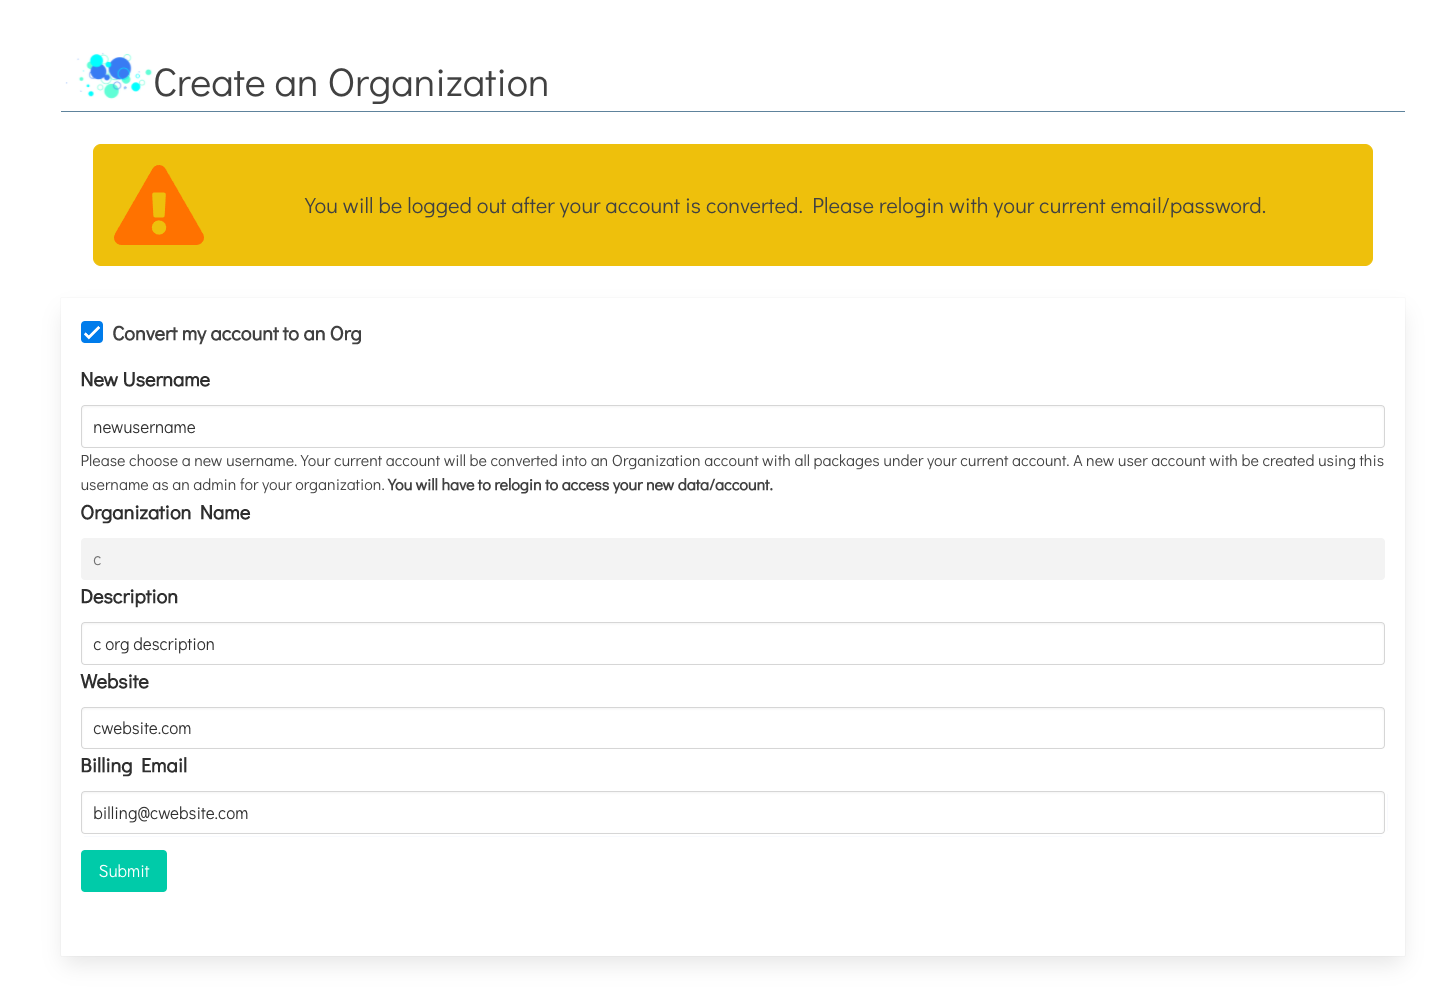 Create an Organization
You will be logged out after your account is converted. Please relogin with your current email/password.
Convert my account to an Org
New Username
newusername
Please choose a new username. Your current account will be converted into an Organization account with all packages under your current account. A new user account with be created using this
username as an admin for your organization. You will have to relogin to access your new data/account.
Organization Name
c
Description
c org description
Website
cwebsite.com
Billing Email
billing@cwebsite.com
Submit